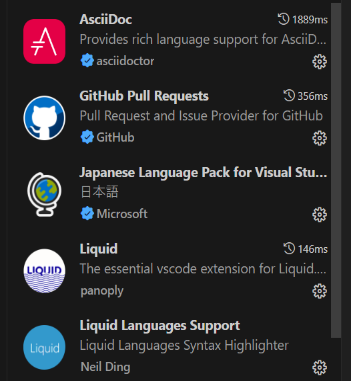 AsciiDoc 1889ms
Provides rich language support for AsciiD...
asciidoctor
GitHub Pull Requests 356ms
Pull Request and Issue Provider for GitHub
GitHub
Japanese Language Pack for Visual Stu...
日本語
Microsoft
LIQUID
Liquid 146ms
The essential vscode extension for Liquid....
panoply
Liquid
Liquid Languages Support
Liquid Languages Syntax Highlighter
Neil Ding